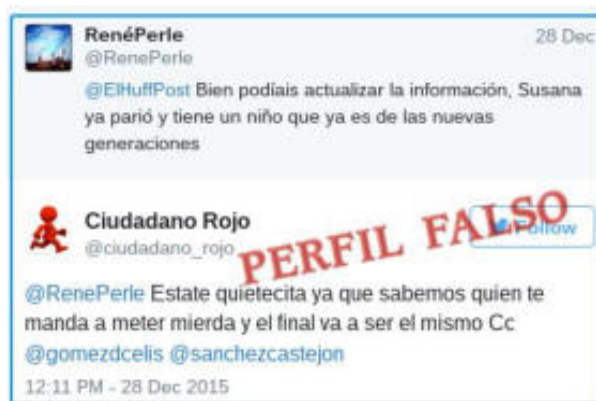 RenéPerle
28 Dec
@RenePerle
@ElHuffPost Bien podíais actualizar la información, Susana
ya parió y tiene un niño que ya es de las nuevas
generaciones
Ciudadano Rojo
Follow
@ciudadano_rojo
PERFIL FALSO
@RenePerle Estate quietecita ya que sabemos quien te
manda a meter mierda y el final va a ser el mismo Cc
@gomezdcelis @sanchezcastejon
12:11 PM - 28 Dec 2015